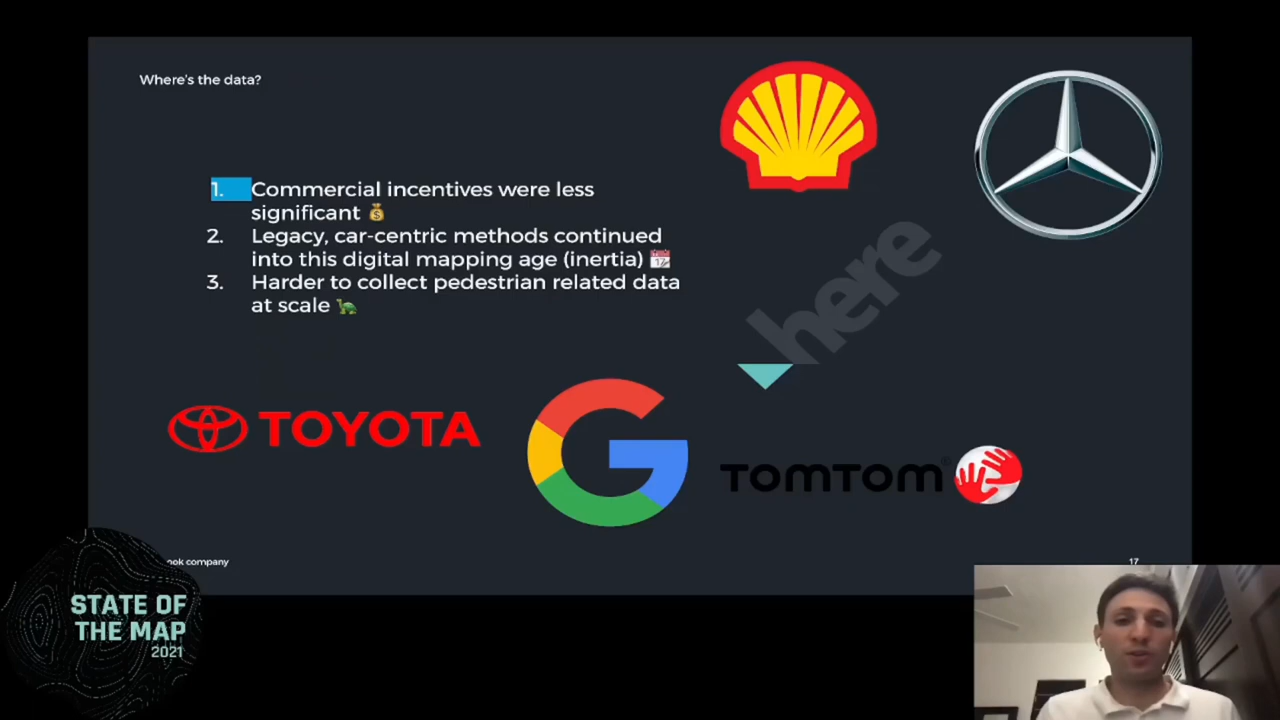 Where's the data?
1. Commercial incentives were less
significant
2. Legacy, car-centric methods continued
into this digital mapping age (inertia)
3. Harder to collect pedestrian related data
at scale
here
TOYOTA
G
TOMTOM
company
17
STATE OF
THE MAP
2021